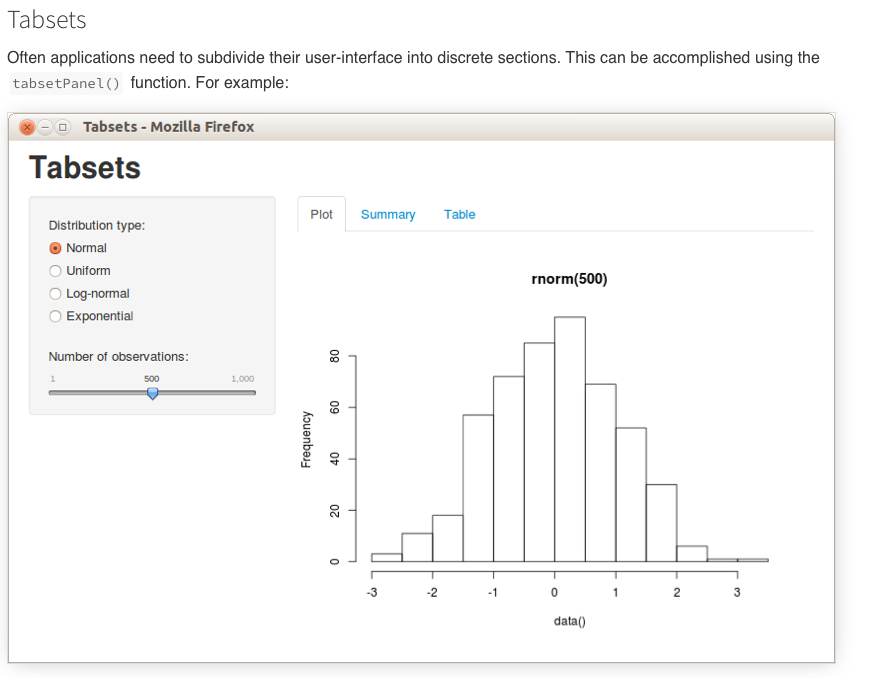 Tabsets
Often applications need to subdivide their user-interface into discrete sections. This can be accomplished using the
tabsetPanel() function. For example:
Tabsets - Mozilla Firefox
Tabsets
Distribution type:
Normal
Uniform
Log-normal
Exponential
Number of observations:
1 500 1,000
Plot Summary Table
rnorm(500)
Frequency
80
60
40
20
0
-3 -2 -1 0 1 2 3
data()